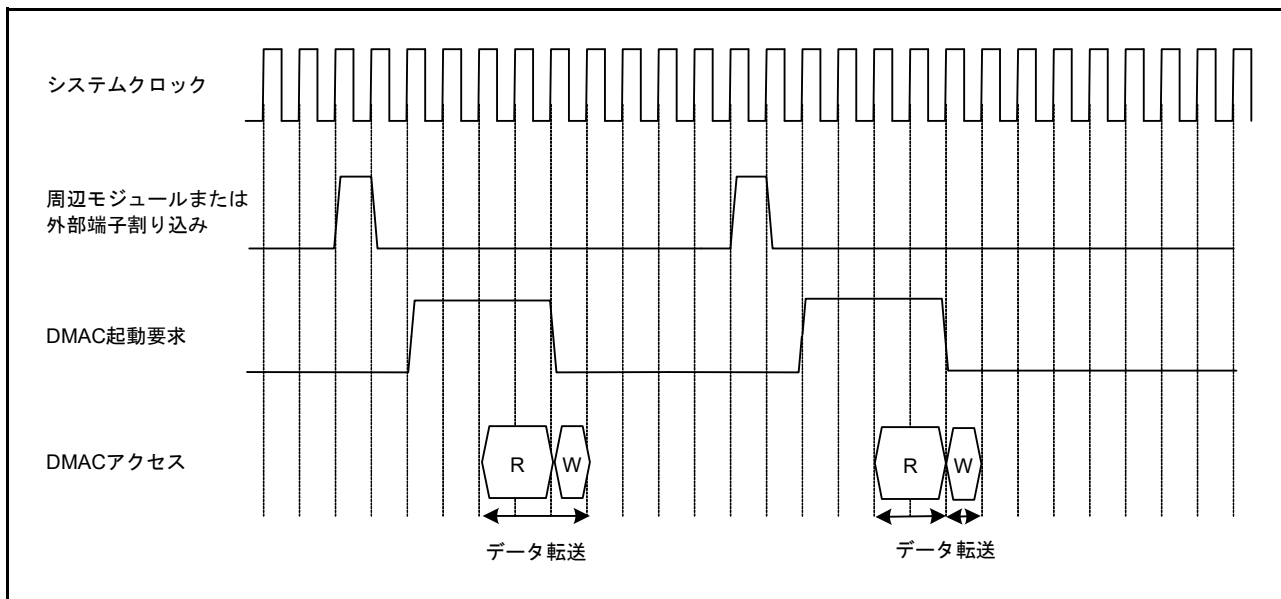 システムクロック
周辺モジュールまたは
外部端子割り込み
DMAC起動要求
DMACアクセス
R
W
R
W
データ転送
データ転送